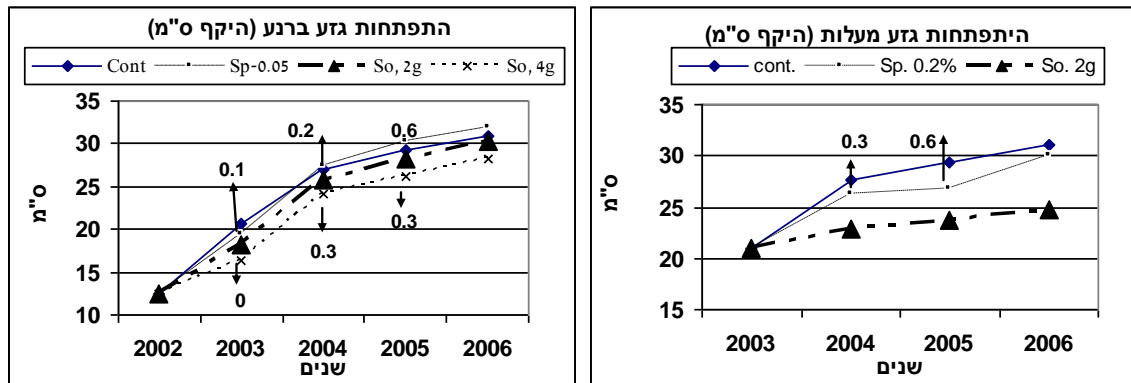 התפתחות גזע ברנע (היקף ס"מ)
Cont Sp-0.05 So, 2g So, 4g
35
30
25
20
15
10
ס"מ
0.1
0.2
0.6
0
0.3
0.3
2002 2003 2004 2005 2006
שנים
היתפתחות גזע מעלות (היקף ס"מ)
cont. Sp. 0.2% So. 2g
35
30
25
20
15
ס"מ
0.3
0.6
2003 2004 2005 2006
שנים